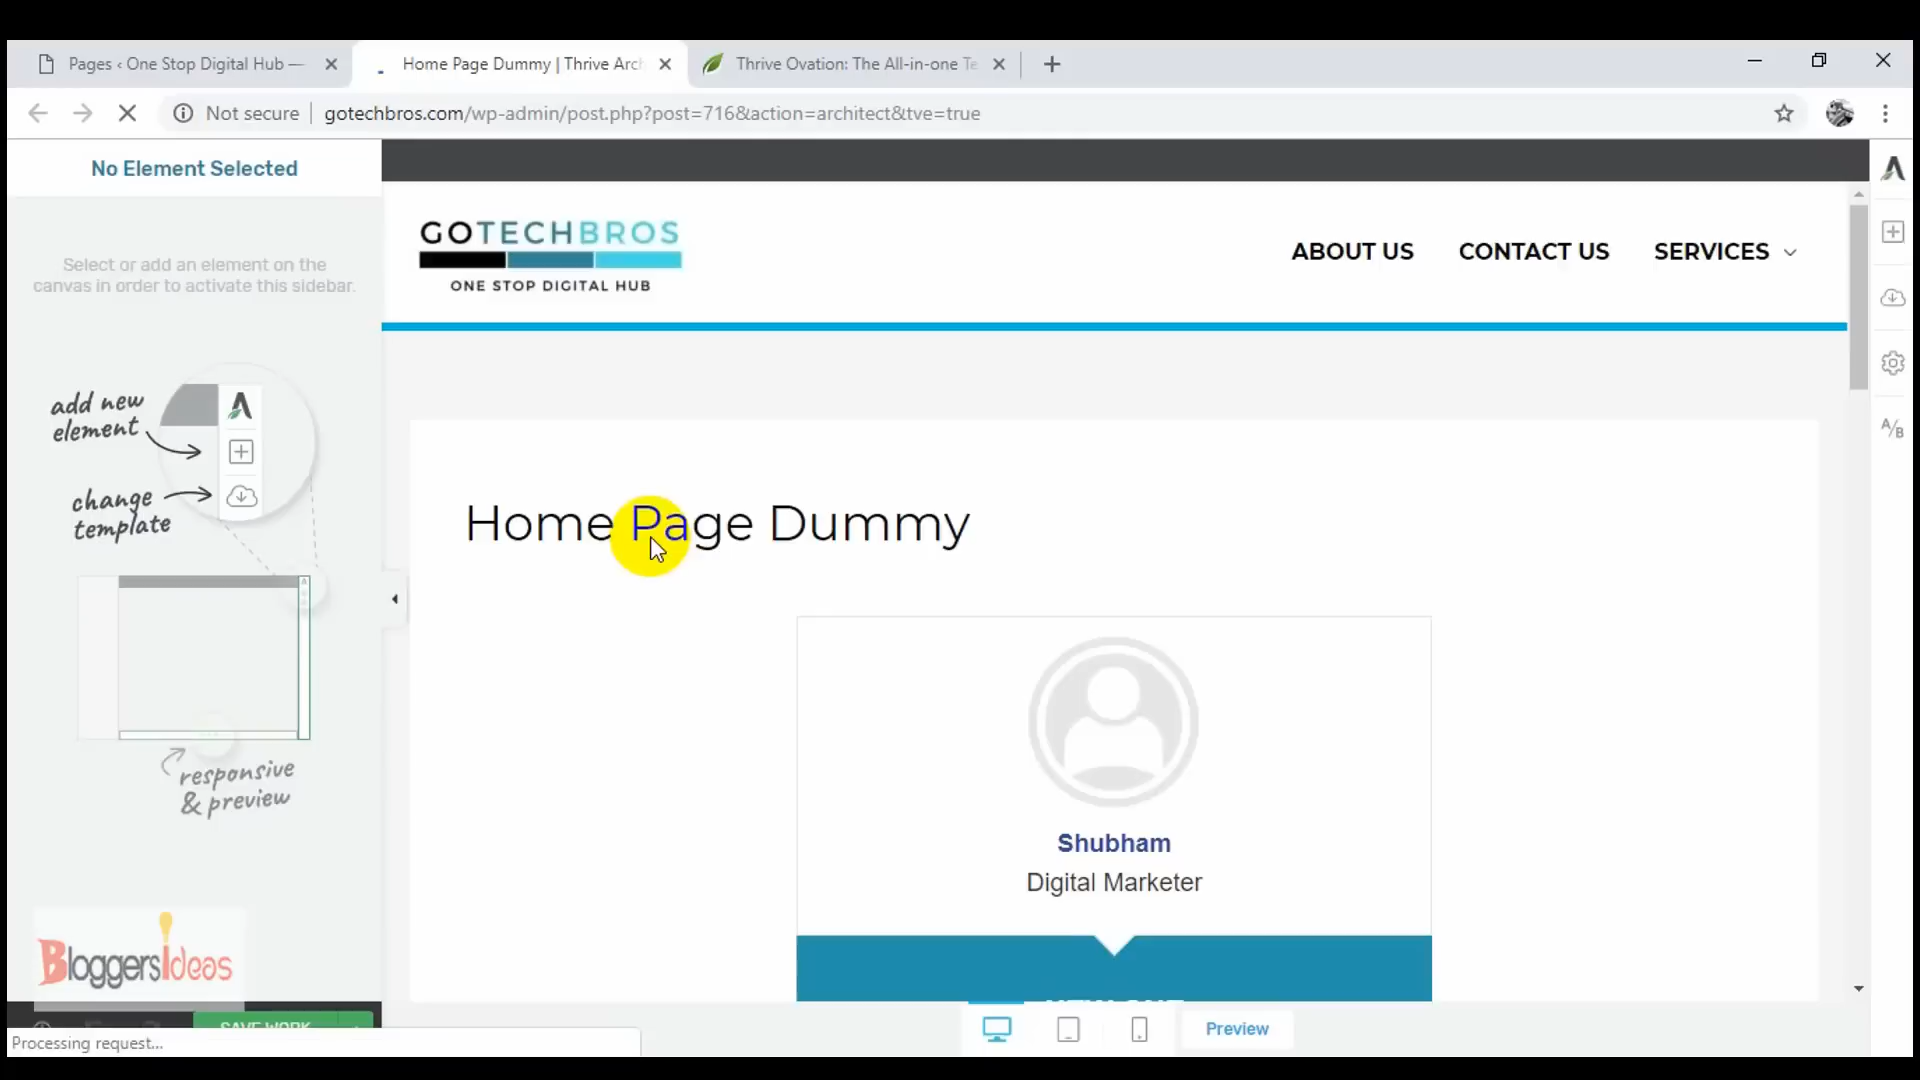 Pages ‹ One Stop Digital Hub —
Home Page Dummy | Thrive Arc
Thrive Ovation: The All-in-one Te
Not secure
gotechbros.com/wp-admin/post.php?post=716&action=architect&tve=true
No Element Selected
Select or add an element on the
canvas in order to activate this sidebar.
add new
element
change
template
responsive
& preview
BloggersIdeas
SAVE WORK
Processing request...
GOTECHBROS
ONE STOP DIGITAL HUB
ABOUT US
CONTACT US
SERVICES
Home Page Dummy
Shubham
Digital Marketer
Preview
A/B